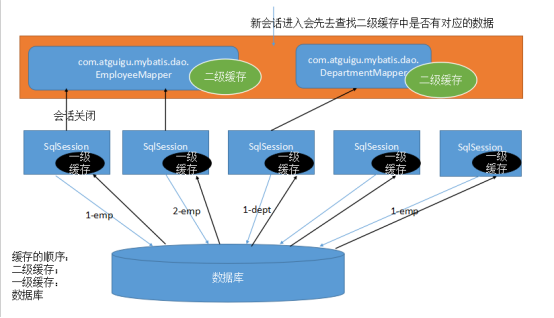 新会话进入会先去查找二级缓存中是否有对应的数据
com.atguigu.mybatis.dao.
EmployeeMapper
二级缓存
com.atguigu.mybatis.dao.
DepartmentMapper
二级缓存
会话关闭
SqlSession
一级
缓存
SqlSession
一级
缓存
SqlSession
一级
缓存
SqlSession
一级
缓存
SqlSession
一级
缓存
1-emp
2-emp
1-dept
1-emp
数据库
缓存的顺序:
二级缓存:
一级缓存:
数据库